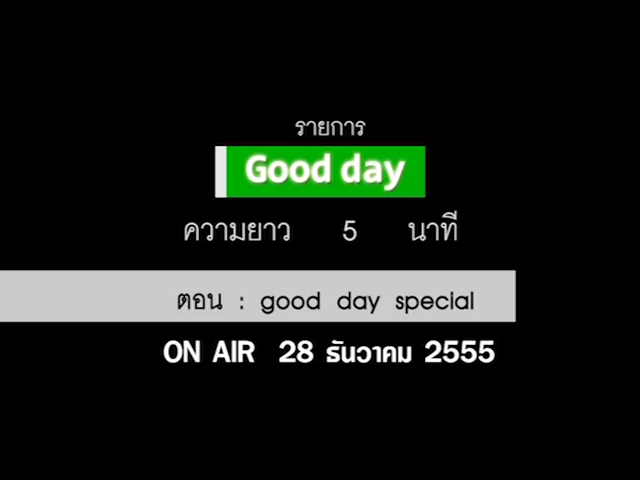 รายการ
Good day
ความยาว 5 นาที
ตอน : good day special
ON AIR 28 ธันวาคม 2555